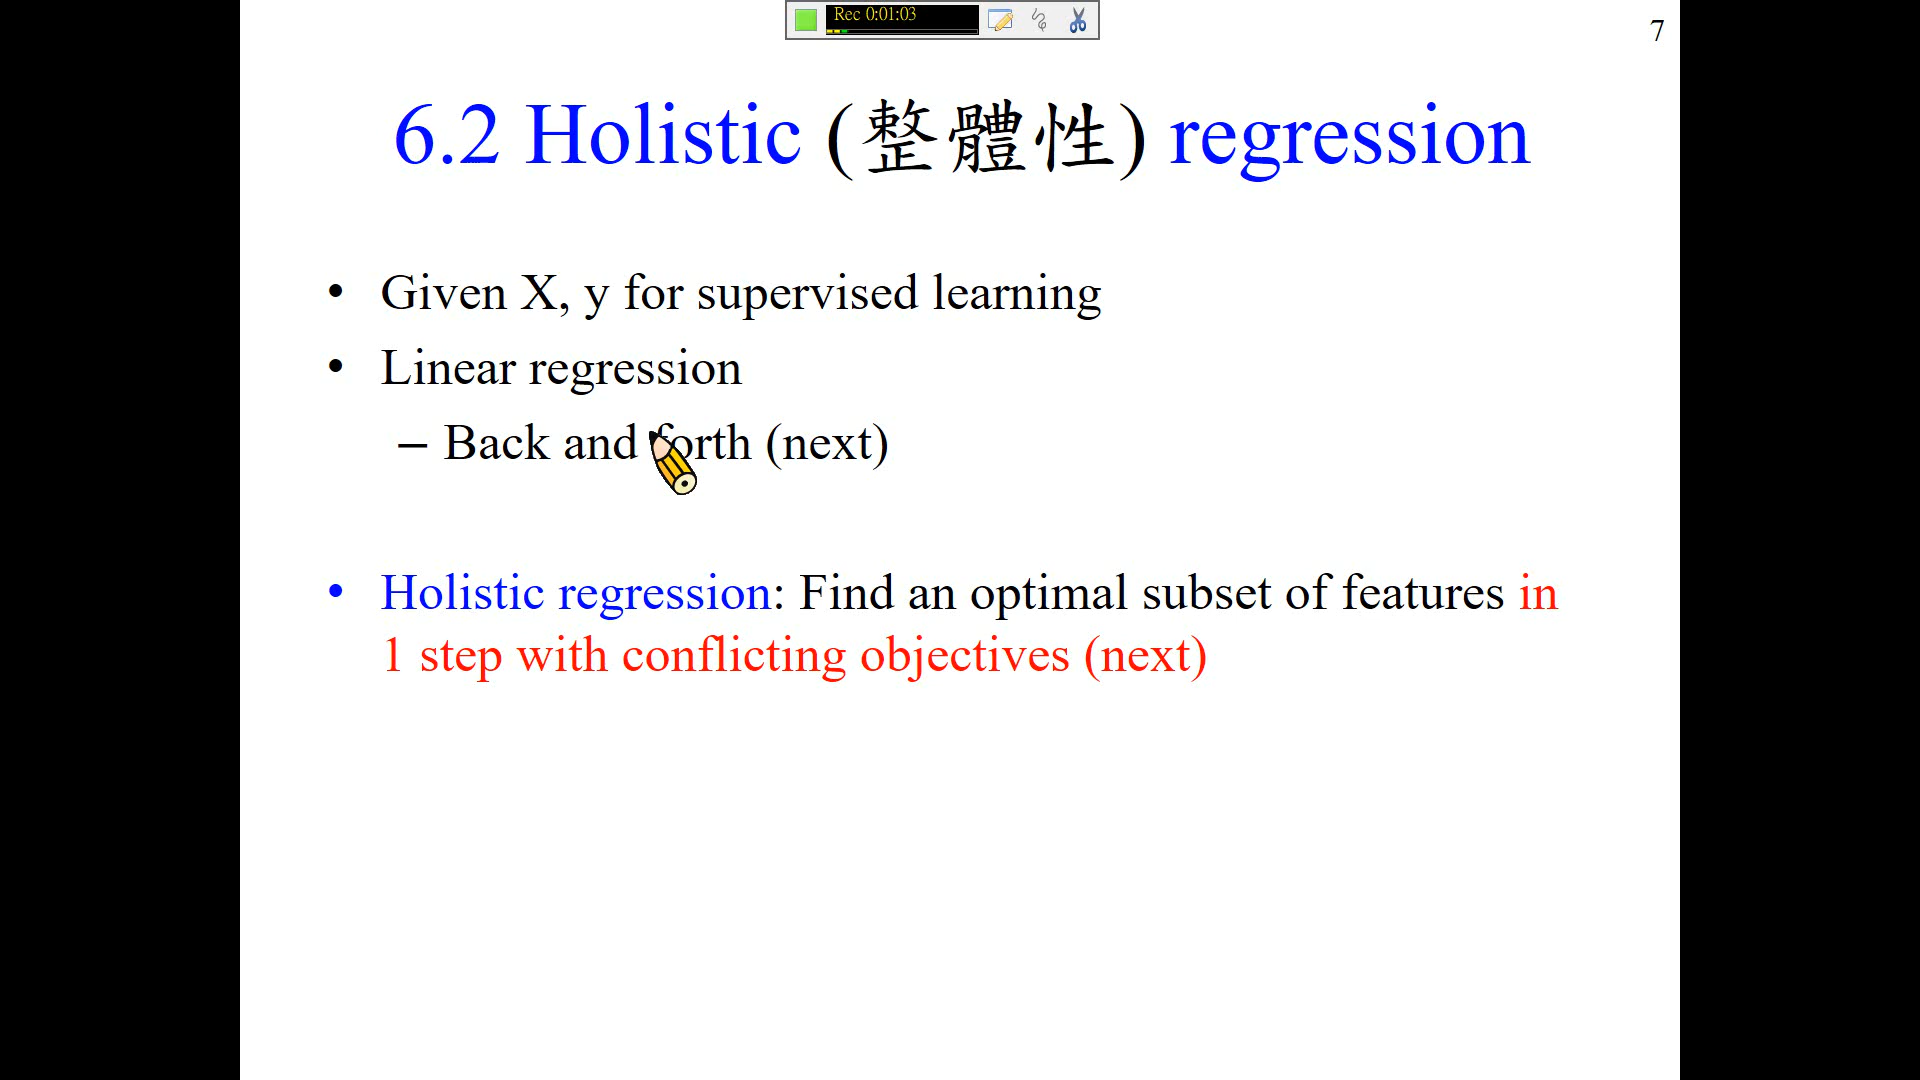 Rec 0:01:03
7
6.2 Holistic (整體性) regression
• Given X, y for supervised learning
• Linear regression
– Back and forth (next)
• Holistic regression: Find an optimal subset of features in
1 step with conflicting objectives (next)